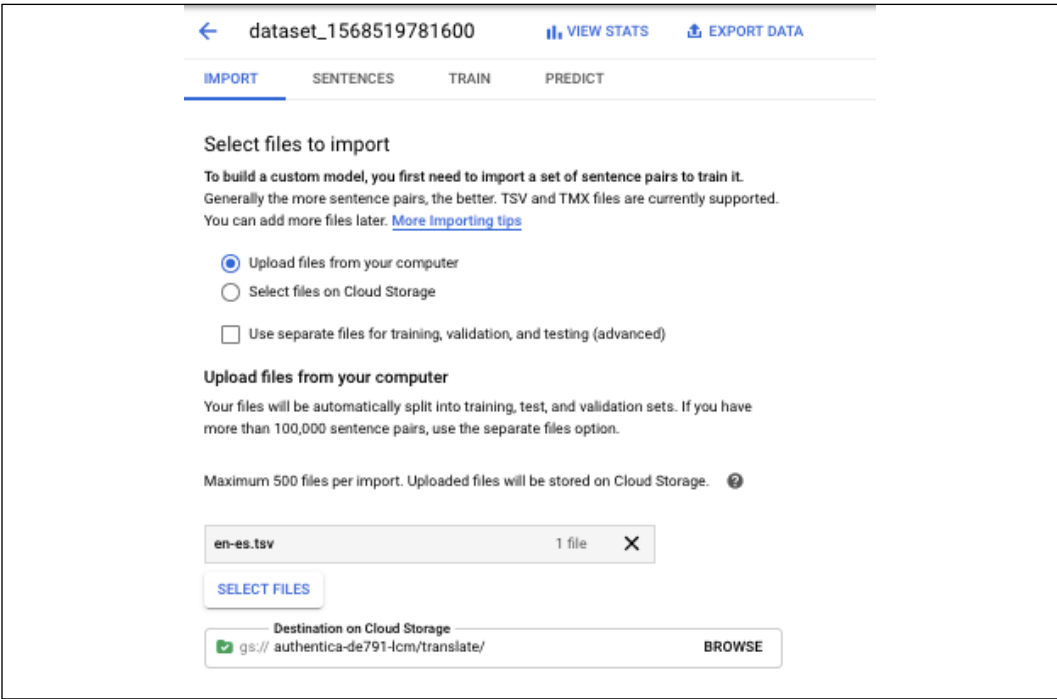 dataset_1568519781600 VIEW STATS EXPORT DATA
IMPORT SENTENCES TRAIN PREDICT
Select files to import
To build a custom model, you first need to import a set of sentence pairs to train it.
Generally the more sentence pairs, the better. TSV and TMX files are currently supported.
You can add more files later. More Importing tips
Upload files from your computer
Select files on Cloud Storage
Use separate files for training, validation, and testing (advanced)
Upload files from your computer
Your files will be automatically split into training, test, and validation sets. If you have
more than 100,000 sentence pairs, use the separate files option.
Maximum 500 files per import. Uploaded files will be stored on Cloud Storage. ?
en-es.tsv 1 file
SELECT FILES
Destination on Cloud Storage
gs:// authentica-de791-lcm/translate/ BROWSE